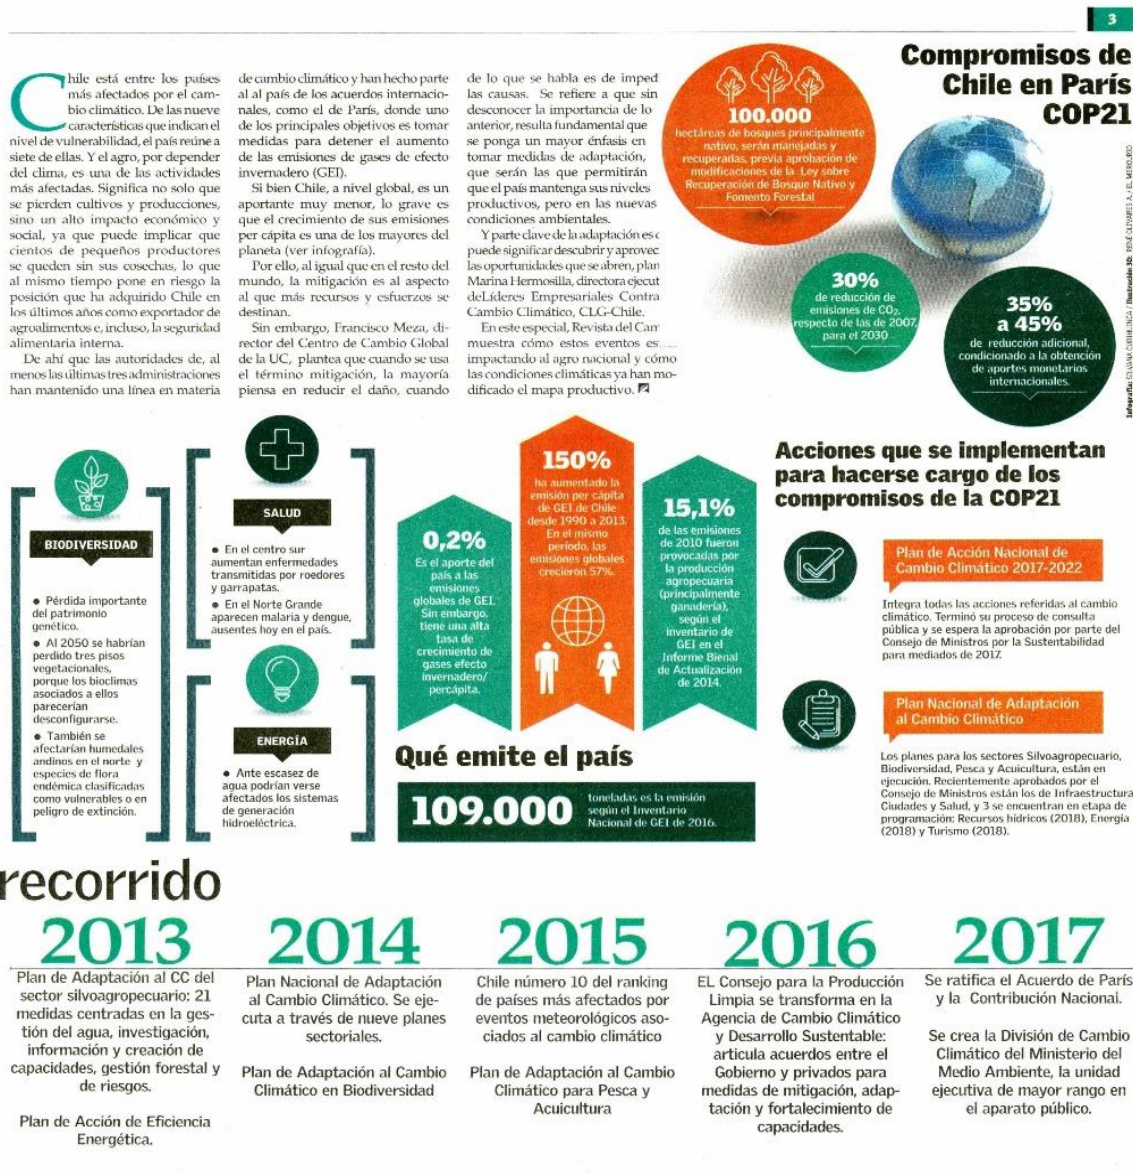 3
Chile está entre los países
más afectados por el cam-
bio climático. De las nueve
características que indican el
nivel de vulnerabilidad, el país reúne a
siete de ellas. Y el agro, por depender
del clima, es una de las actividades
más afectadas. Significa no solo que
se pierden cultivos y producciones,
sino un alto impacto económico y
social, ya que puede implicar que
cientos de pequeños productores
se queden sin sus cosechas, lo que
al mismo tiempo pone en riesgo la
posición que ha adquirido Chile en
los últimos años como exportador de
agroalimentos e, incluso, la seguridad
alimentaria interna.
De ahí que las autoridades de, al
menos las últimas tres administraciones
han mantenido una línea en materia
de cambio climático y han hecho parte
al al país de los acuerdos internacio-
nales, como el de París, donde uno
de los principales objetivos es tomar
medidas para detener el aumento
de las emisiones de gases de efecto
invernadero (GEI).
Si bien Chile, a nivel global, es un
aportante muy menor, lo grave es
que el crecimiento de sus emisiones
per cápita es una de los mayores del
planeta (ver infografía).
Por ello, al igual que en el resto del
mundo, la mitigación es al aspecto
al que más recursos y esfuerzos se
destinan.
Sin embargo, Francisco Meza, di-
rector del Centro de Cambio Global
de la UC, plantea que cuando se usa
el término mitigación, la mayoría
piensa en reducir el daño, cuando
de lo que se habla es de imped
las causas. Se refiere a que sin
desconocer la importancia de lo
anterior, resulta fundamental que
se ponga un mayor énfasis en
tomar medidas de adaptación,
que serán las que permitirán
que el país mantenga sus niveles
productivos, pero en las nuevas
condiciones ambientales.
Y parte clave de la adaptación es
puede significar descubrir y aprovec
las oportunidades que se abren, plan
Marina Hermosilla, directora ejecut
deLíderes Empresariales Contra
Cambio Climático, CLG-Chile.
En este especial, Revista del Cam
muestra cómo estos eventos es
impactando al agro nacional y cómo
las condiciones climáticas ya han mo-
dificado el mapa productivo.
Compromisos de
Chile en París
COP21
100.000
hectáreas de bosques principalmente
nativo, serán manejadas y
recuperadas, previa aprobación de
modificaciones de la Ley sobre
Recuperación de Bosque Nativo y
Fomento Forestal
30%
de reducción de
emisiones de CO₂,
respecto de las de 2007,
para el 2030
35%
a 45%
de reducción adicional,
condicionado a la obtención
de aportes monetarios
internacionales.
Infografía: SILVANA / Ilustración 3D: RENÉ OLIVARES A. / EL MERCURIO
BIODIVERSIDAD
● Pérdida importante
del patrimonio
genético.
● Al 2050 se habrían
perdido tres pisos
vegetacionales,
porque los bioclimas
asociados a ellos
parecerían
desconfigurarse.
● También se
afectarían humedales
andinos en el norte y
especies de flora
endémica clasificadas
como vulnerables o en
peligro de extinción.
SALUD
● En el centro sur
aumentan enfermedades
transmitidas por roedores
y garrapatas.
● En el Norte Grande
aparecen malaria y dengue,
ausentes hoy en el país.
ENERGÍA
● Ante escasez de
agua podrían verse
afectados los sistemas
de generación
hidroeléctrica.
0,2%
Es el aporte del
país a las
emisiones
globales de GEI.
Sin embargo,
tiene una alta
tasa de
crecimiento de
gases efecto
invernadero/
percápita.
150%
ha aumentado la
emisión per cápita
de GEI de Chile
desde 1990 a 2013.
En el mismo
período, las
emisiones globales
crecieron 57%.
15,1%
de las emisiones
de 2010 fueron
provocadas por
la producción
agropecuaria
(principalmente
ganadería),
según el
inventario de
GEI en el
Informe Bienal
de Actualización
de 2014.
Qué emite el país
109.000
toneladas es la emisión
según el Inventario
Nacional de GEI de 2016.
Acciones que se implementan
para hacerse cargo de los
compromisos de la COP21
Plan de Acción Nacional de
Cambio Climático 2017-2022
Integra todas las acciones referidas al cambio
climático. Terminó su proceso de consulta
pública y se espera la aprobación por parte del
Consejo de Ministros por la Sustentabilidad
para mediados de 2017.
Plan Nacional de Adaptación
al Cambio Climático
Los planes para los sectores Silvoagropecuario,
Biodiversidad, Pesca y Acuicultura, están en
ejecución. Recientemente aprobados por el
Consejo de Ministros están los de Infraestructura
Ciudades y Salud, y 3 se encuentran en etapa de
programación: Recursos hídricos (2018), Energía
(2018) y Turismo (2018).
recorrido
2013
Plan de Adaptación al CC del
sector silvoagropecuario: 21
medidas centradas en la ges-
tión del agua, investigación,
información y creación de
capacidades, gestión forestal y
de riesgos.
Plan de Acción de Eficiencia
Energética.
2014
Plan Nacional de Adaptación
al Cambio Climático. Se eje-
cuta a través de nueve planes
sectoriales.
Plan de Adaptación al Cambio
Climático en Biodiversidad
2015
Chile número 10 del ranking
de países más afectados por
eventos meteorológicos aso-
ciados al cambio climático
Plan de Adaptación al Cambio
Climático para Pesca y
Acuicultura
2016
EL Consejo para la Producción
Limpia se transforma en la
Agencia de Cambio Climático
y Desarrollo Sustentable:
articula acuerdos entre el
Gobierno y privados para
medidas de mitigación, adap-
tación y fortalecimiento de
capacidades.
2017
Se ratifica el Acuerdo de París
y la Contribución Nacional.
Se crea la División de Cambio
Climático del Ministerio del
Medio Ambiente, la unidad
ejecutiva de mayor rango en
el aparato público.